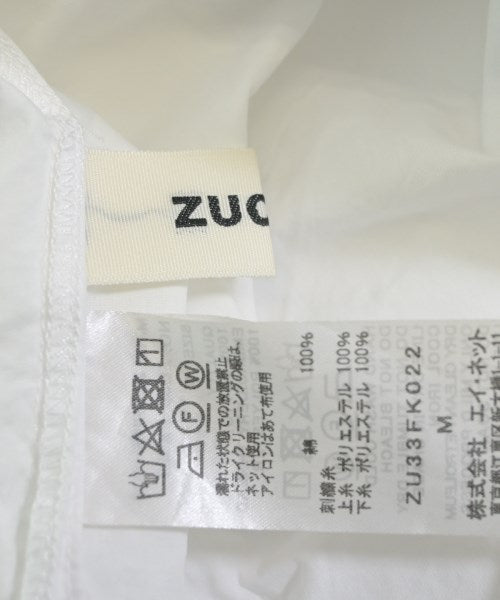 ZUC
濡れた状態での放置禁止
ドライクリーニングの際は、
ネット使用
アイロンはあて布使用
綿 100%
刺繍糸
上糸 ポリエステル 100%
下糸 ポリエステル 100%
ZU33FK022
M
株式会社 エイ・ネット